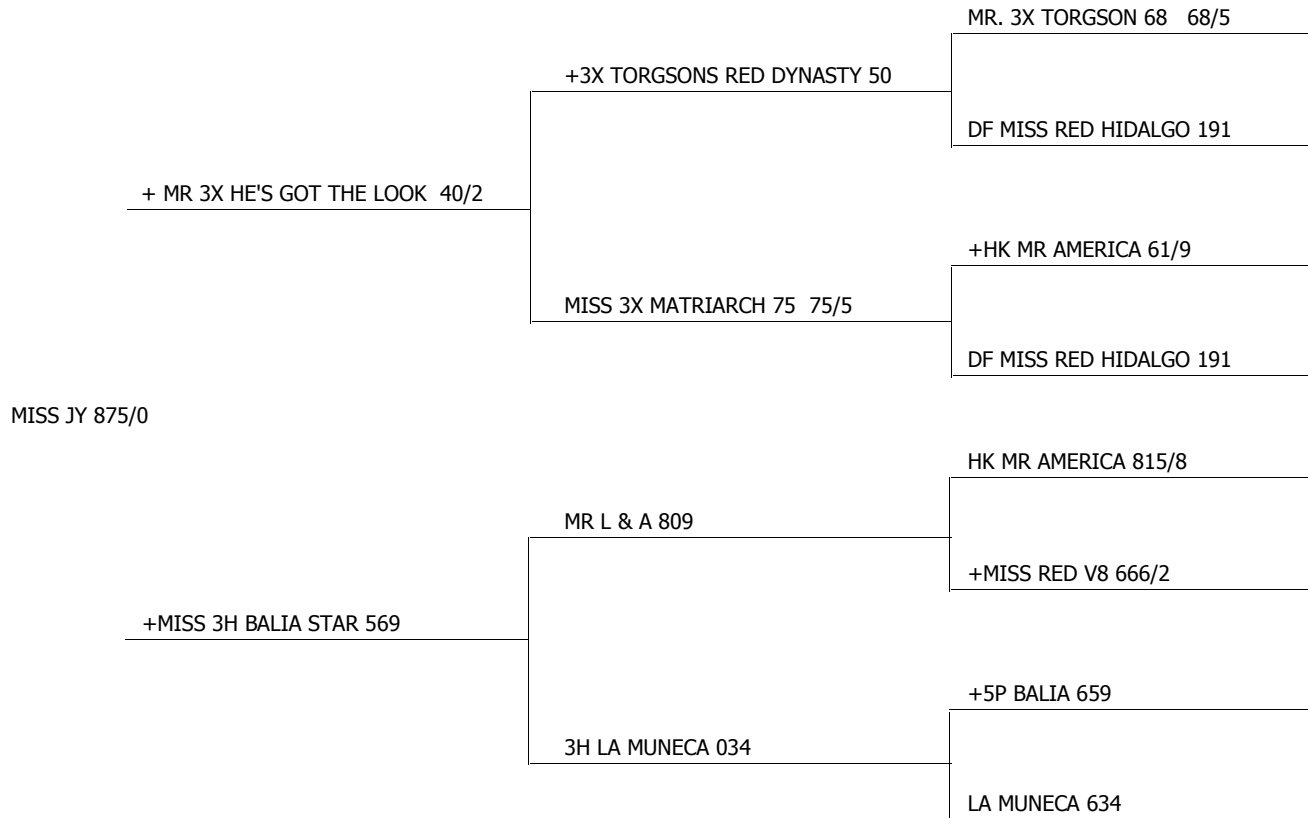 MR. 3X TORGSON 68 68/5
+3X TORGSONS RED DYNASTY 50
DF MISS RED HIDALGO 191
+ MR 3X HE'S GOT THE LOOK 40/2
+HK MR AMERICA 61/9
MISS 3X MATRIARCH 75 75/5
DF MISS RED HIDALGO 191
MISS JY 875/0
HK MR AMERICA 815/8
MR L & A 809
+MISS RED V8 666/2
+MISS 3H BALIA STAR 569
+5P BALIA 659
3H LA MUNECA 034
LA MUNECA 634